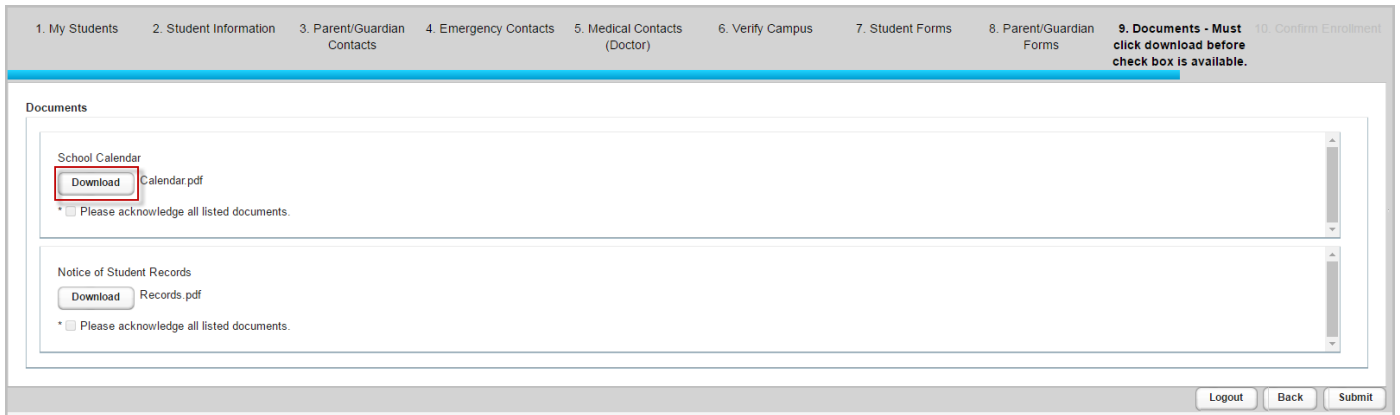 1. My Students
2. Student Information
3. Parent/Guardian
Contacts
4. Emergency Contacts
5. Medical Contacts
(Doctor)
6. Verify Campus
7. Student Forms
8. Parent/Guardian
Forms
9. Documents - Must
click download before
check box is available.
10. Confirm Enrollment
Documents
School Calendar
Download Calendar.pdf
* Please acknowledge all listed documents.
Notice of Student Records
Download Records.pdf
* Please acknowledge all listed documents.
Logout Back Submit